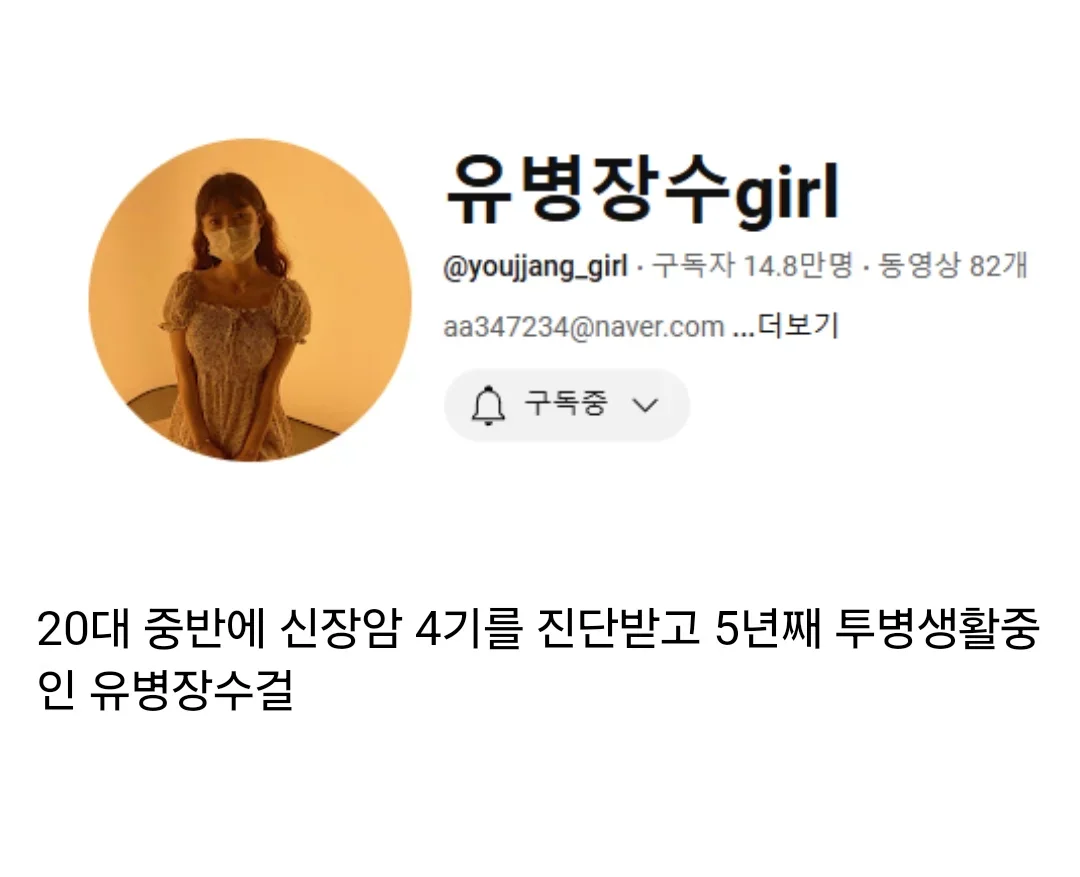 유병장수girl
@youjjang_girl · 구독자 14.8만명 · 동영상 82개
aa347234@naver.com ...더보기
구독중
20대 중반에 신장암 4기를 진단받고 5년째 투병생활중
인 유병장수걸